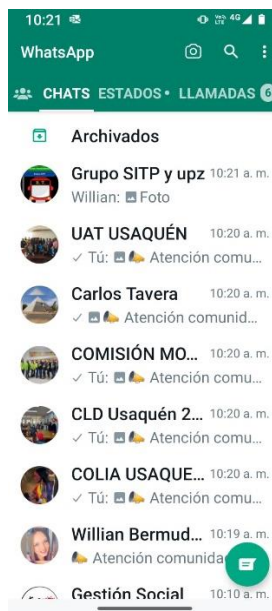 10:21 VoLTE 4G
WhatsApp
CHATS ESTADOS • LLAMADAS 6
Archivados
Grupo SITP y upz 10:21 a. m.
Willian: Foto
UAT USAQUÉN 10:20 a. m.
✓ Tú: Atención comu...
Carlos Tavera 10:20 a. m.
✓ Atención comunid...
COMISIÓN MO... 10:20 a. m.
✓ Tú: Atención comu...
CLD Usaquén 2... 10:20 a. m.
✓ Tú: Atención comu...
COLIA USAQUE... 10:20 a. m.
✓ Tú: Atención comu...
Willian Bermud... 10:19 a. m.
Atención comunida
Gestión Social 10:10 a. m.